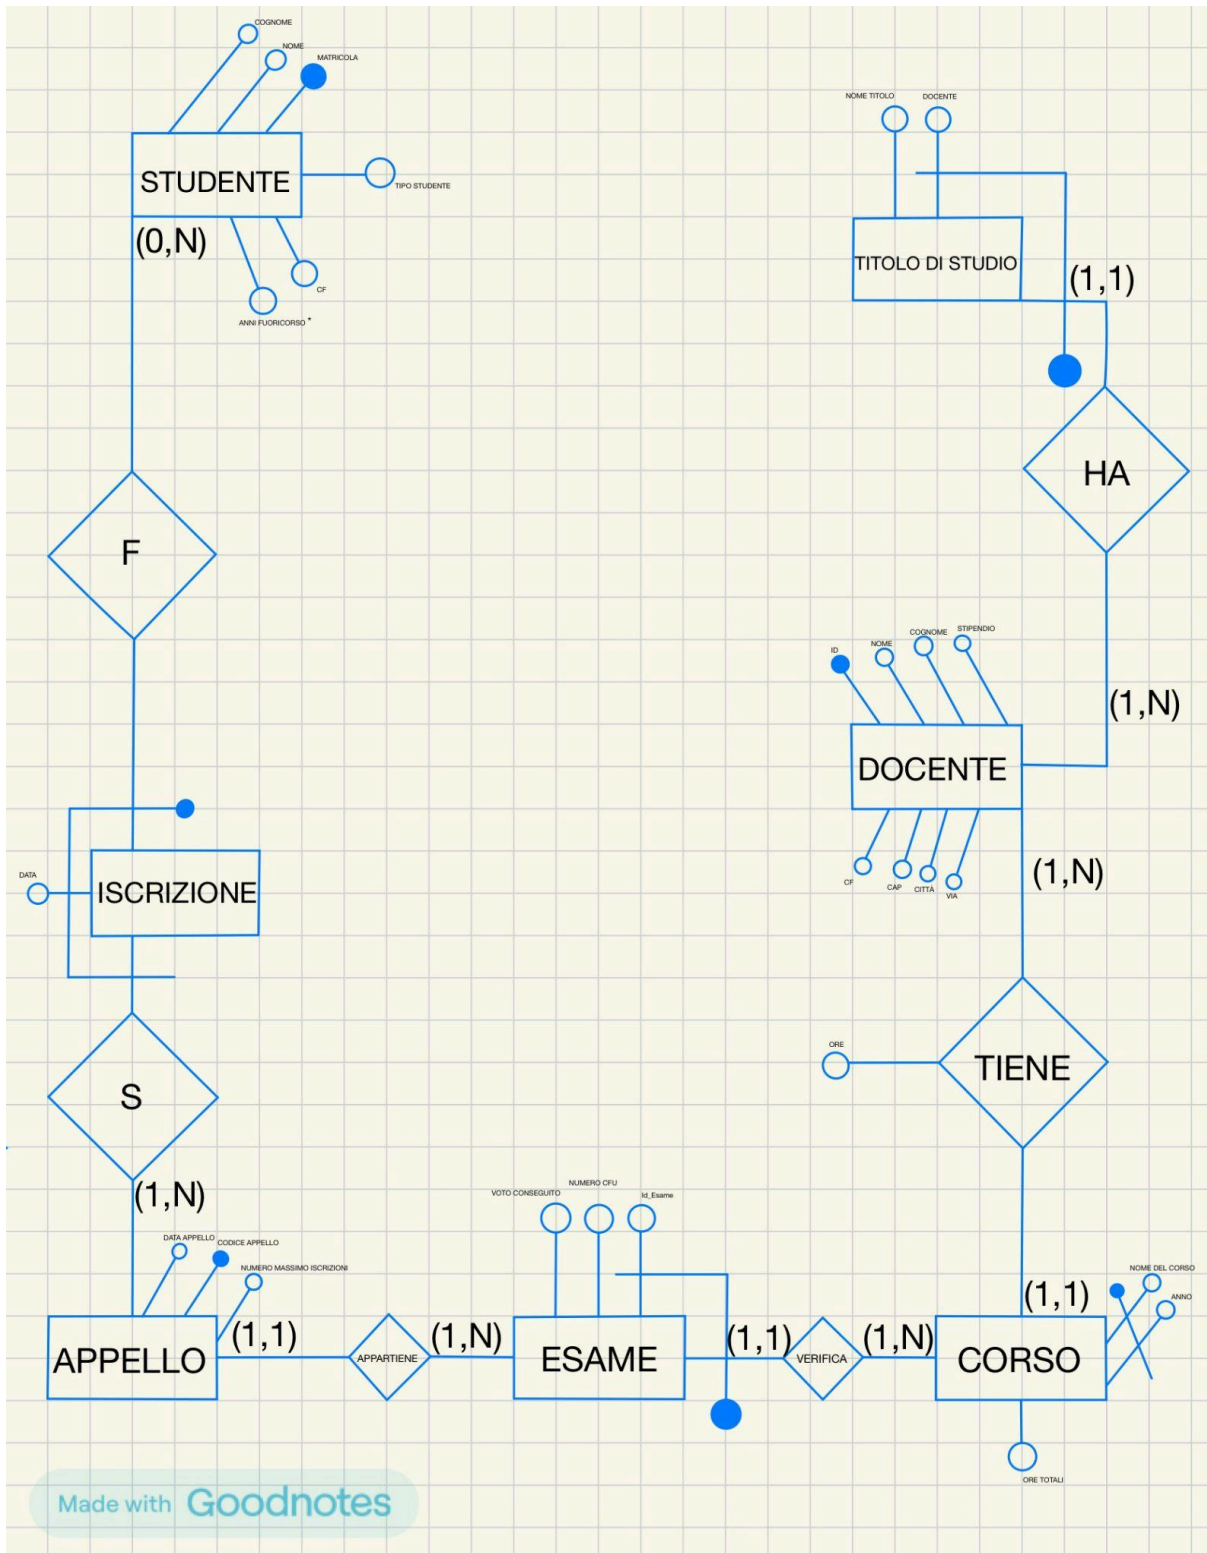 COGNOME
NOME
MATRICOLA
STUDENTE
TIPO STUDENTE
(0,N)
CF
ANNI FUORICORSO *
NOME TITOLO
DOCENTE
TITOLO DI STUDIO
(1,1)
F
HA
ID
NOME
COGNOME
STIPENDIO
(1,N)
DOCENTE
CF
CAP
CITTÀ
VIA
(1,N)
DATA
ISCRIZIONE
S
ORE
TIENE
(1,N)
DATA APPELLO
CODICE APPELLO
NUMERO MASSIMO ISCRIZIONI
APPELLO
(1,1)
APPARTIENE
(1,N)
VOTO CONSEGUITO
NUMERO CFU
Id_Esame
ESAME
(1,1)
VERIFICA
(1,N)
(1,1)
NOME DEL CORSO
ANNO
CORSO
ORE TOTALI
Made with Goodnotes